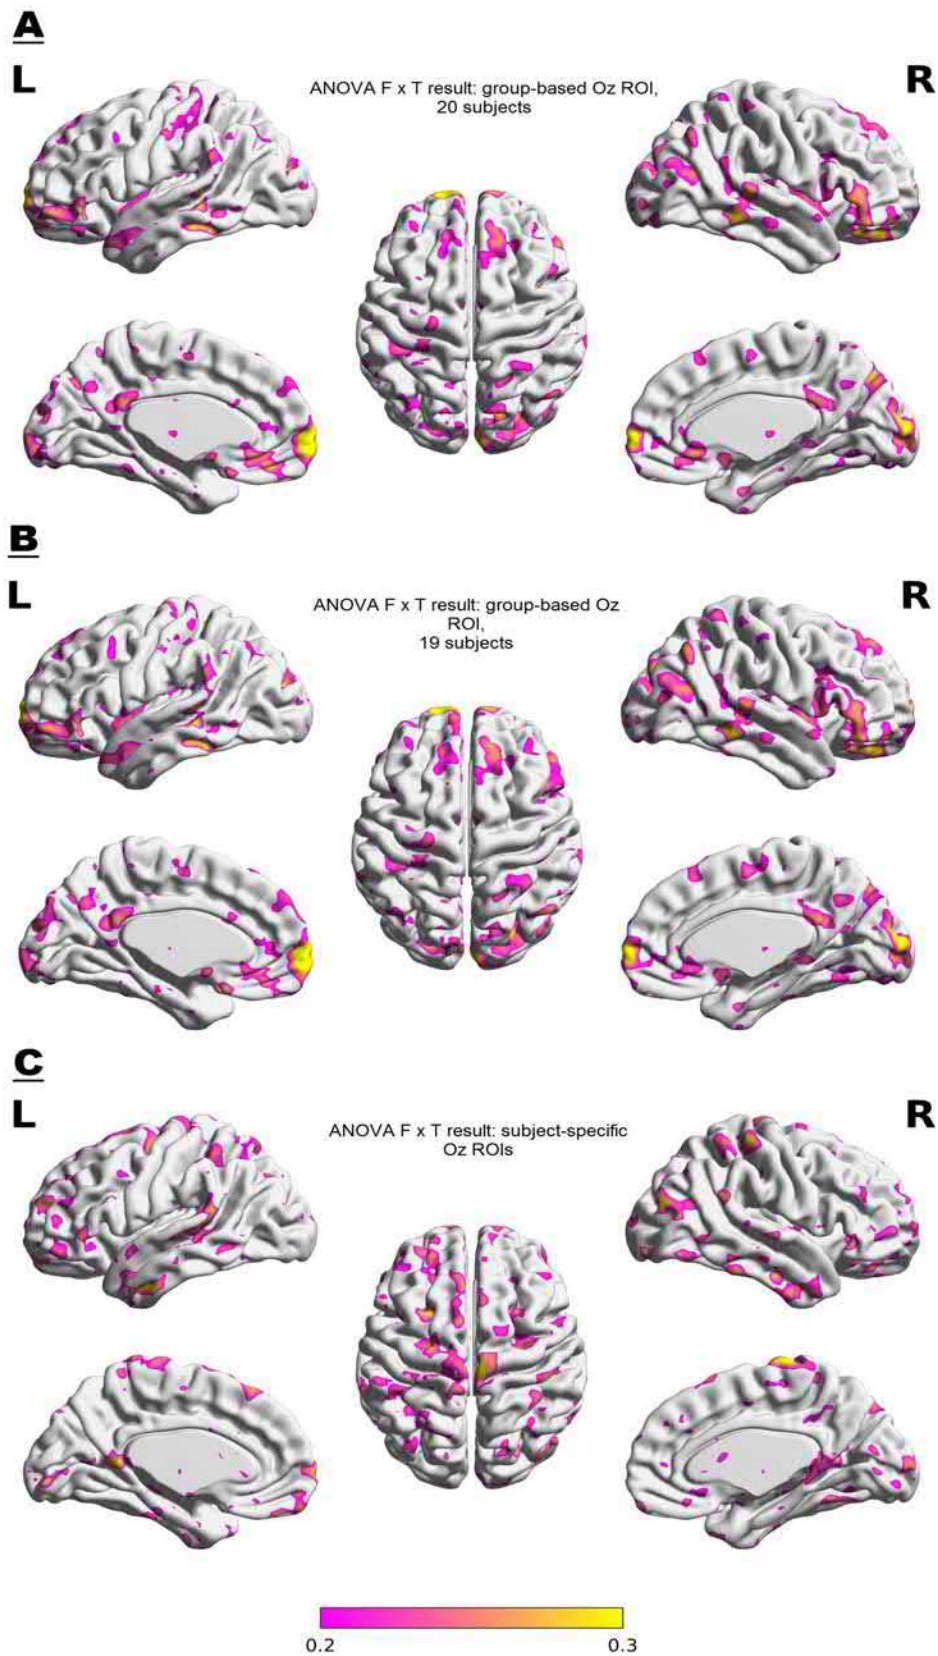 A
L
R
ANOVA F x T result: group-based Oz ROI,
20 subjects
B
L
R
ANOVA F x T result: group-based Oz
ROI,
19 subjects
C
L
R
ANOVA F x T result: subject-specific
Oz ROIs
0.2
0.3